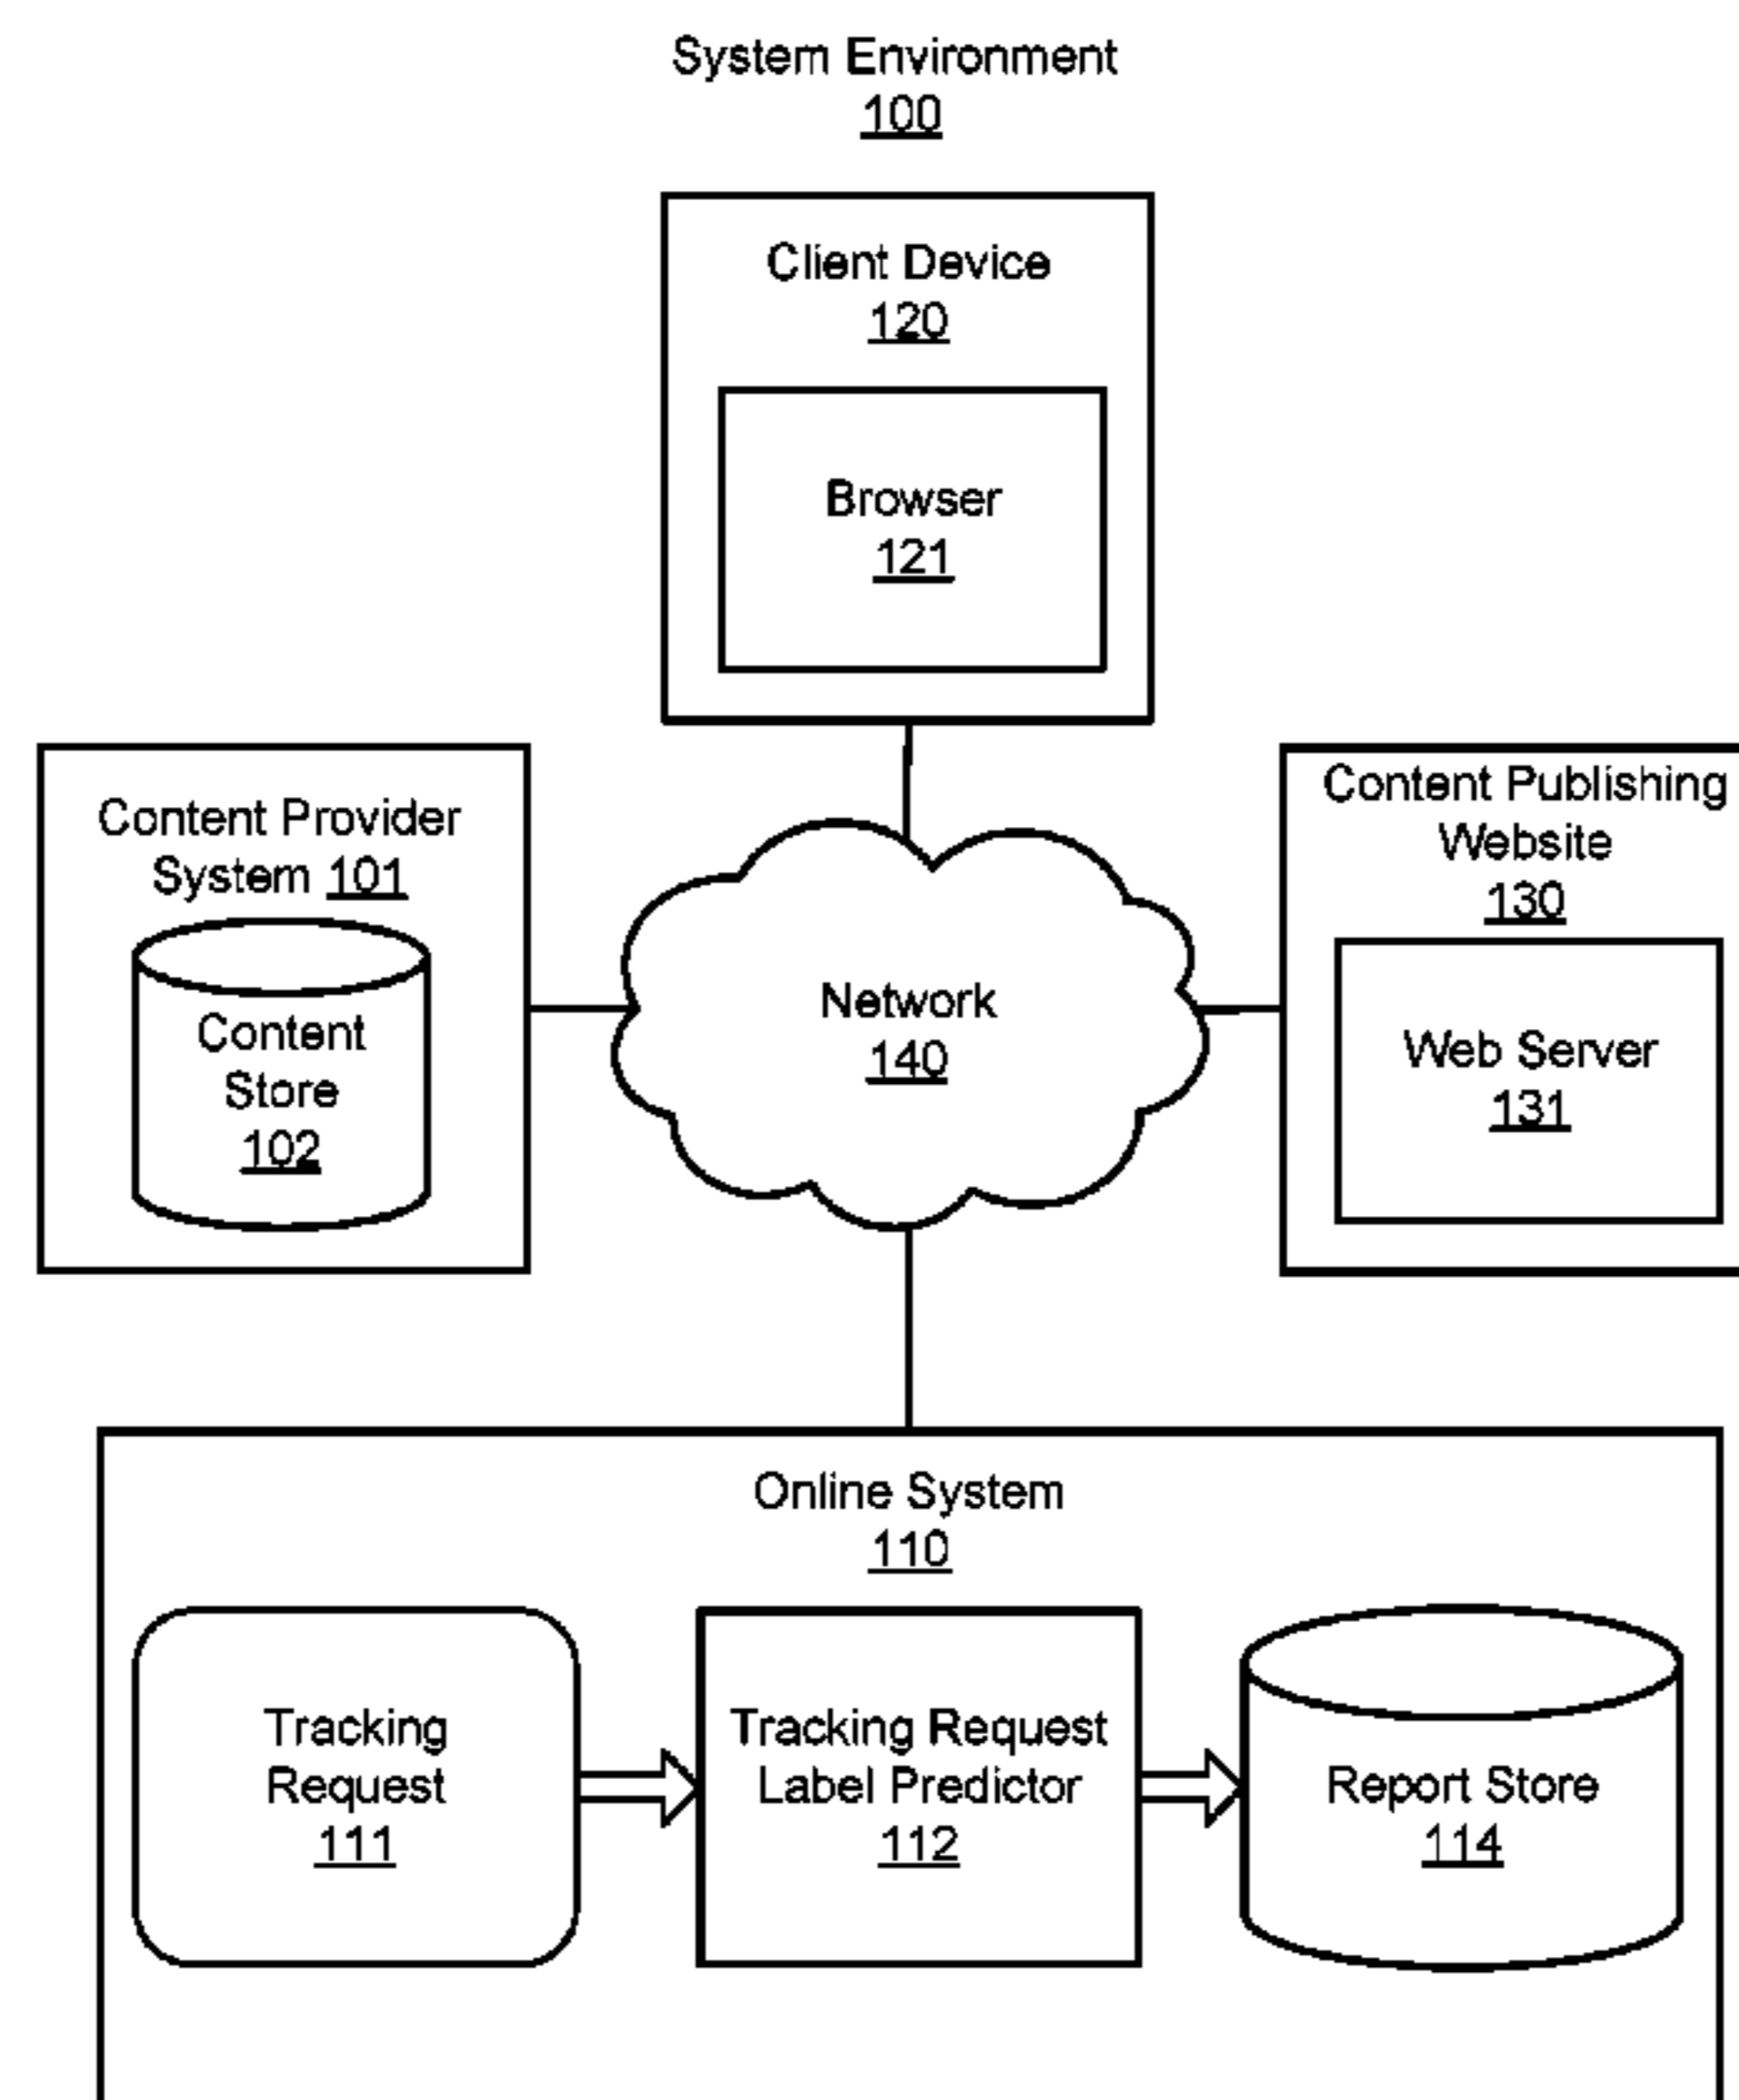 System Environment
100
Client Device
120
Browser
121
Content Provider
System 101
Content
Store
102
Network
140
Content Publishing
Website
130
Web Server
131
Online System
110
Tracking
Request
111
Tracking Request
Label Predictor
112
Report Store
114